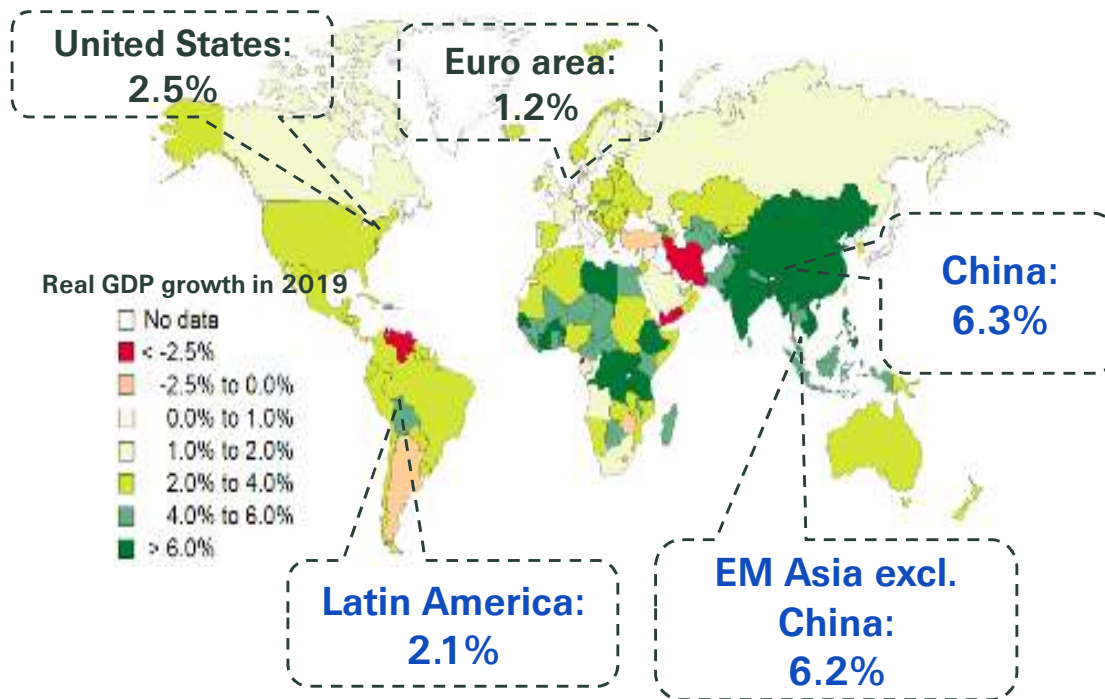 United States:
2.5%
Euro area:
1.2%
China:
6.3%
Real GDP growth in 2019
No data
< -2.5%
-2.5% to 0.0%
0.0% to 1.0%
1.0% to 2.0%
2.0% to 4.0%
4.0% to 6.0%
> 6.0%
Latin America:
2.1%
EM Asia excl.
China:
6.2%